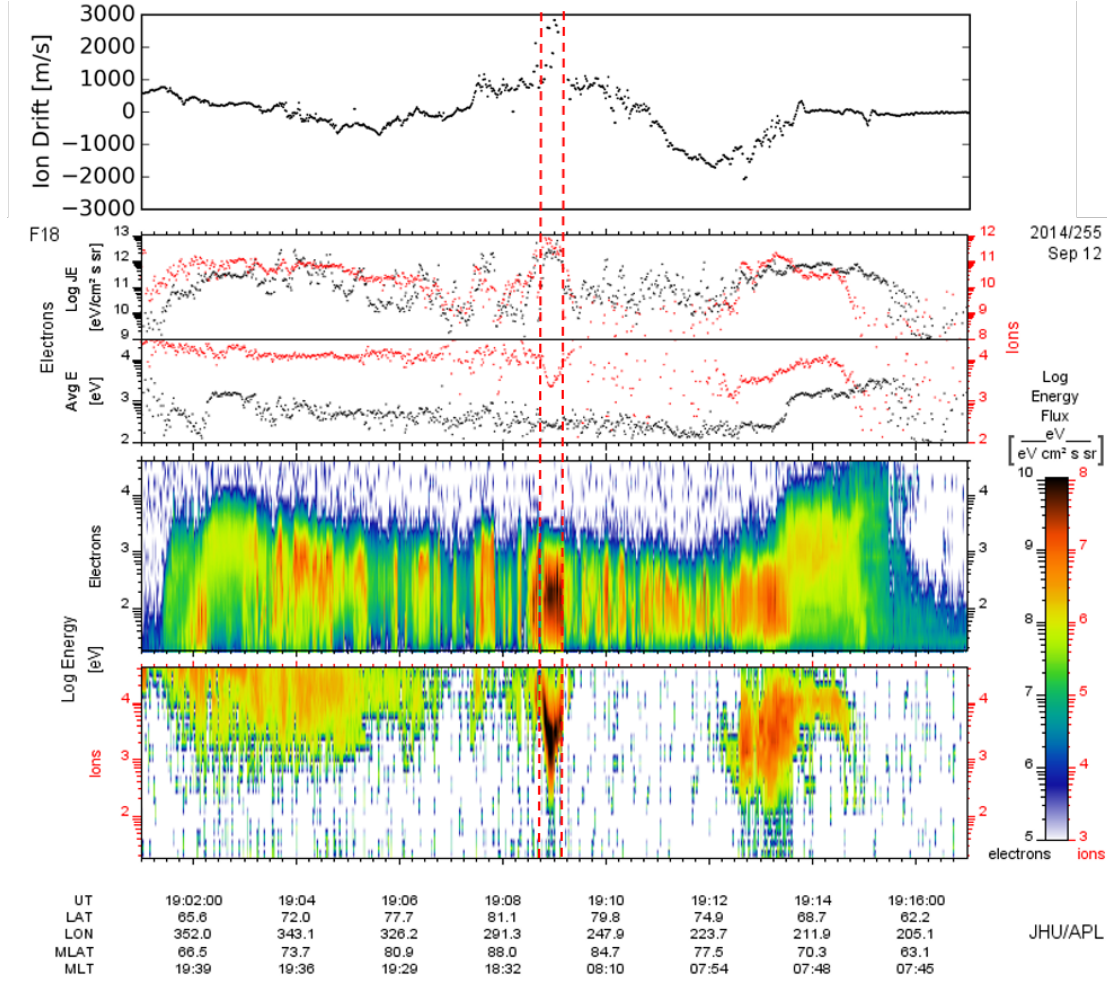 3000
2000
1000
0
−1000
−2000
−3000
Ion Drift [m/s]
F18
2014/255
Sep 12
Electrons
Log JE
[eV/cm² s sr]
13
12
11
10
9
12
11
10
9
8
Ions
Avg E
[eV]
4
3
2
4
3
2
Log
Energy
Flux
eV
eV cm² s sr
Log Energy
[eV]
Electrons
4
3
2
Ions
4
3
2
10 8
9 7
8 6
7 5
6 4
5 3
electrons ions
UT 19:02:00 19:04 19:06 19:08 19:10 19:12 19:14 19:16:00
LAT 65.6 72.0 77.7 81.1 79.8 74.9 68.7 62.2
LON 352.0 343.1 326.2 291.3 247.9 223.7 211.9 205.1
MLAT 66.5 73.7 80.9 88.0 84.7 77.5 70.3 63.1
MLT 19:39 19:36 19:29 18:32 08:10 07:54 07:48 07:45
JHU/APL